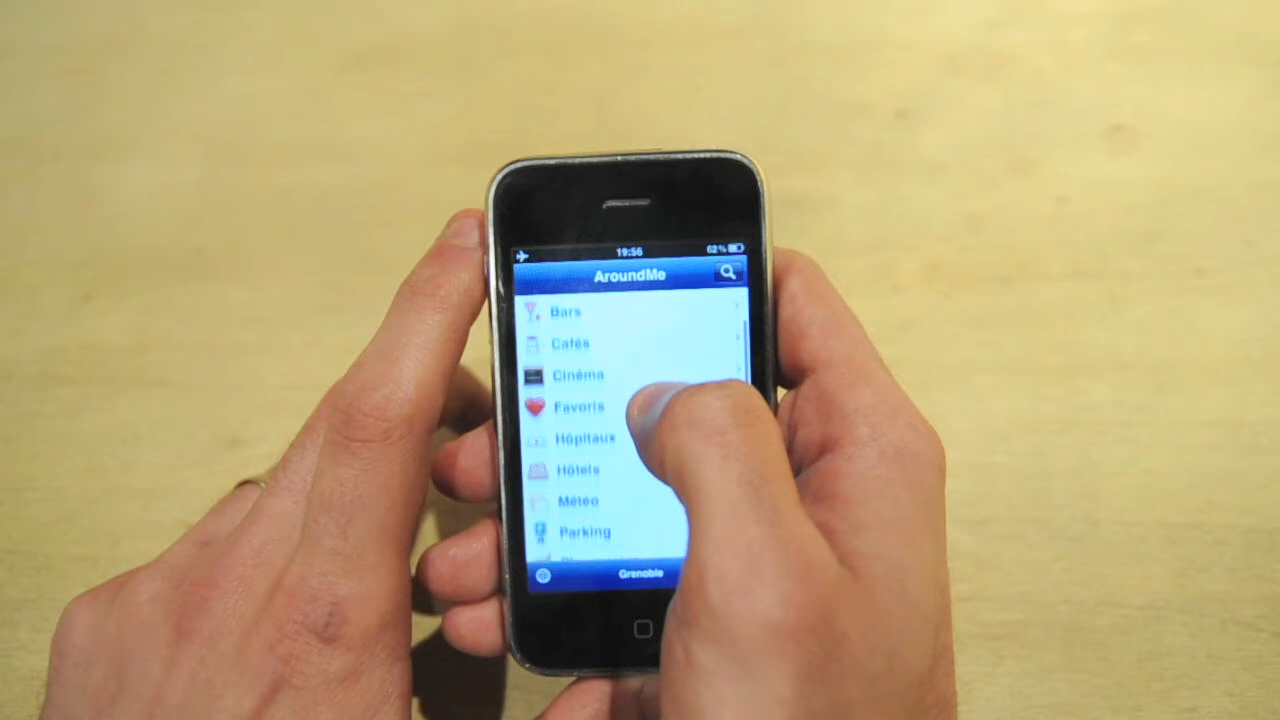 19:56
62%
AroundMe
Bars
Cafés
Cinéma
Favoris
Hôpitaux
Hôtels
Météo
Parking
Grenoble